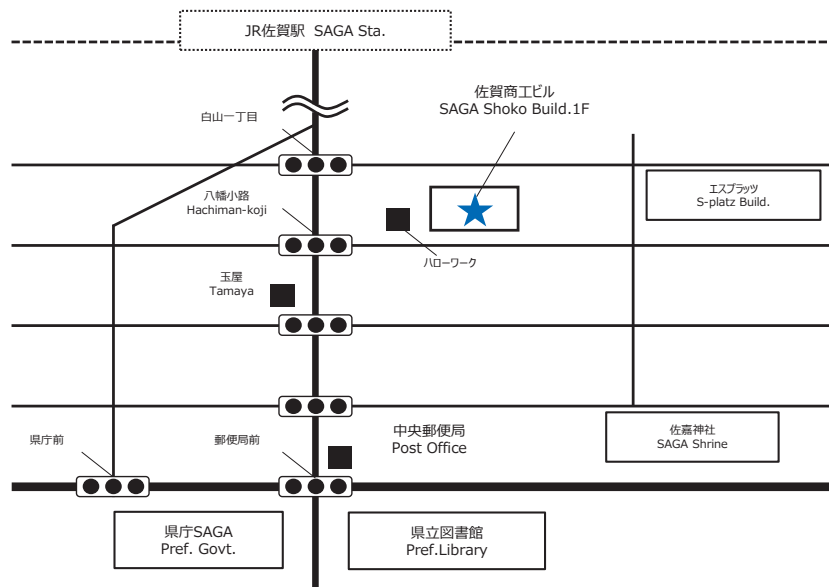 JR佐賀駅 SAGA Sta.
佐賀商工ビル
SAGA Shoko Build.1F
白山一丁目
エスプラッツ
S-platz Build.
八幡小路
Hachiman-koji
ハローワーク
玉屋
Tamaya
県庁前
郵便局前
中央郵便局
Post Office
佐嘉神社
SAGA Shrine
県庁SAGA
Pref. Govt.
県立図書館
Pref.Library